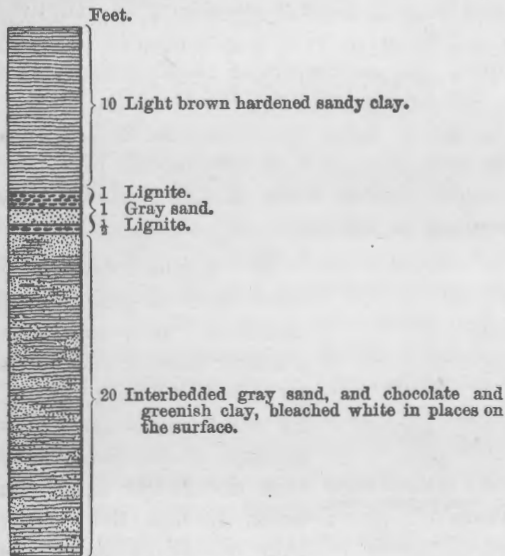 Feet.
10 Light brown hardened sandy clay.
1 Lignite.
1 Gray sand.
½ Lignite.
20 Interbedded gray sand, and chocolate and
greenish clay, bleached white in places on
the surface.